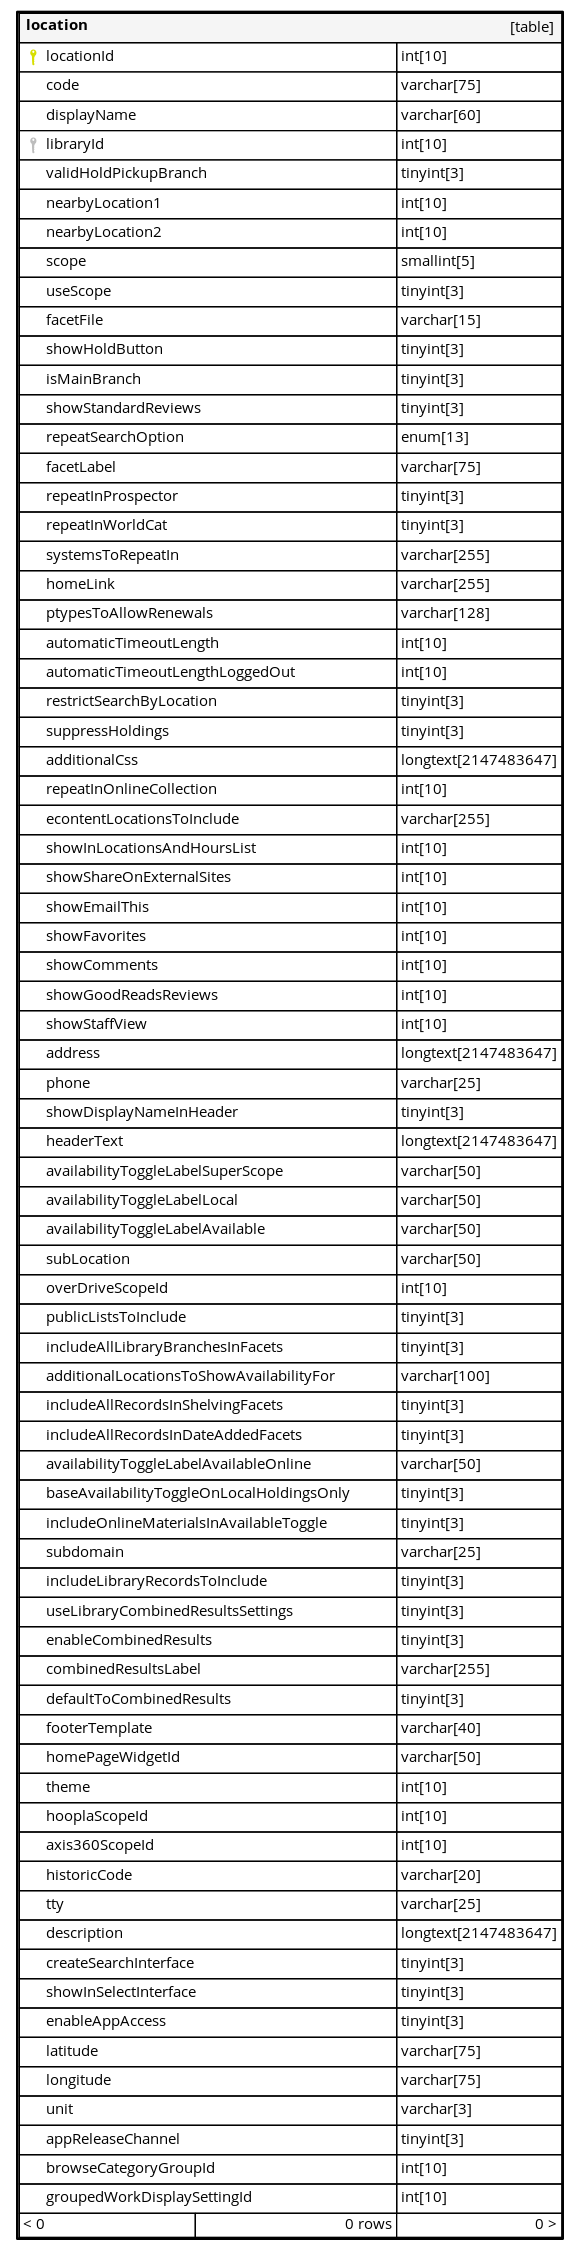 location [table]
locationId int[10]
code varchar[75]
displayName varchar[60]
libraryId int[10]
validHoldPickupBranch tinyint[3]
nearbyLocation1 int[10]
nearbyLocation2 int[10]
scope smallint[5]
useScope tinyint[3]
facetFile varchar[15]
showHoldButton tinyint[3]
isMainBranch tinyint[3]
showStandardReviews tinyint[3]
repeatSearchOption enum[13]
facetLabel varchar[75]
repeatInProspector tinyint[3]
repeatInWorldCat tinyint[3]
systemsToRepeatIn varchar[255]
homeLink varchar[255]
ptypesToAllowRenewals varchar[128]
automaticTimeoutLength int[10]
automaticTimeoutLengthLoggedOut int[10]
restrictSearchByLocation tinyint[3]
suppressHoldings tinyint[3]
additionalCss longtext[2147483647]
repeatInOnlineCollection int[10]
econtentLocationsToInclude varchar[255]
showInLocationsAndHoursList int[10]
showShareOnExternalSites int[10]
showEmailThis int[10]
showFavorites int[10]
showComments int[10]
showGoodReadsReviews int[10]
showStaffView int[10]
address longtext[2147483647]
phone varchar[25]
showDisplayNameInHeader tinyint[3]
headerText longtext[2147483647]
availabilityToggleLabelSuperScope varchar[50]
availabilityToggleLabelLocal varchar[50]
availabilityToggleLabelAvailable varchar[50]
subLocation varchar[50]
overDriveScopeId int[10]
publicListsToInclude tinyint[3]
includeAllLibraryBranchesInFacets tinyint[3]
additionalLocationsToShowAvailabilityFor varchar[100]
includeAllRecordsInShelvingFacets tinyint[3]
includeAllRecordsInDateAddedFacets tinyint[3]
availabilityToggleLabelAvailableOnline varchar[50]
baseAvailabilityToggleOnLocalHoldingsOnly tinyint[3]
includeOnlineMaterialsInAvailableToggle tinyint[3]
subdomain varchar[25]
includeLibraryRecordsToInclude tinyint[3]
useLibraryCombinedResultsSettings tinyint[3]
enableCombinedResults tinyint[3]
combinedResultsLabel varchar[255]
defaultToCombinedResults tinyint[3]
footerTemplate varchar[40]
homePageWidgetId varchar[50]
theme int[10]
hooplaScopeId int[10]
axis360ScopeId int[10]
historicCode varchar[20]
tty varchar[25]
description longtext[2147483647]
createSearchInterface tinyint[3]
showInSelectInterface tinyint[3]
enableAppAccess tinyint[3]
latitude varchar[75]
longitude varchar[75]
unit varchar[3]
appReleaseChannel tinyint[3]
browseCategoryGroupId int[10]
groupedWorkDisplaySettingId int[10]
< 0 0 rows 0 >